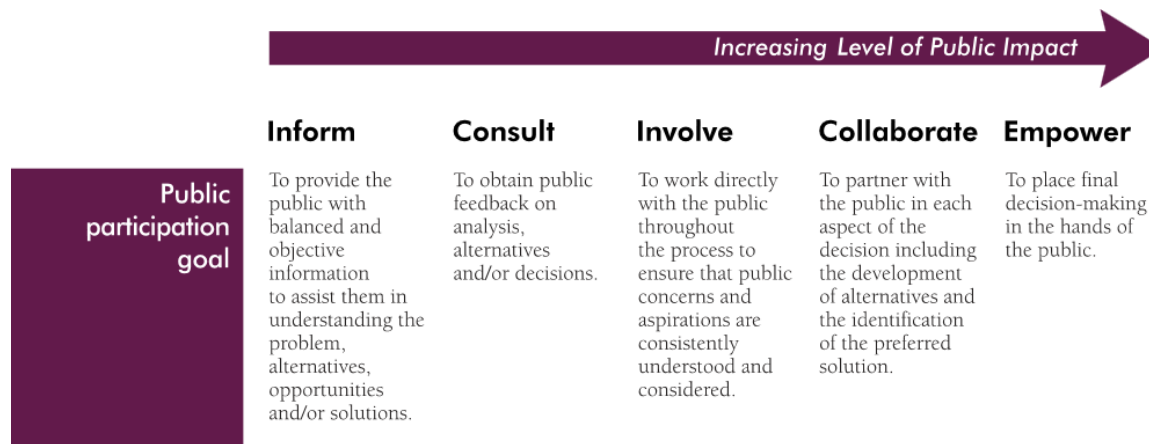 Increasing Level of Public Impact
Inform
Consult
Involve
Collaborate
Empower
Public
participation
goal
To provide the
public with
balanced and
objective
information
to assist them in
understanding the
problem,
alternatives,
opportunities
and/or solutions.
To obtain public
feedback on
analysis,
alternatives
and/or decisions.
To work directly
with the public
throughout
the process to
ensure that public
concerns and
aspirations are
consistently
understood and
considered.
To partner with
the public in each
aspect of the
decision including
the development
of alternatives and
the identification
of the preferred
solution.
To place final
decision-making
in the hands of
the public.